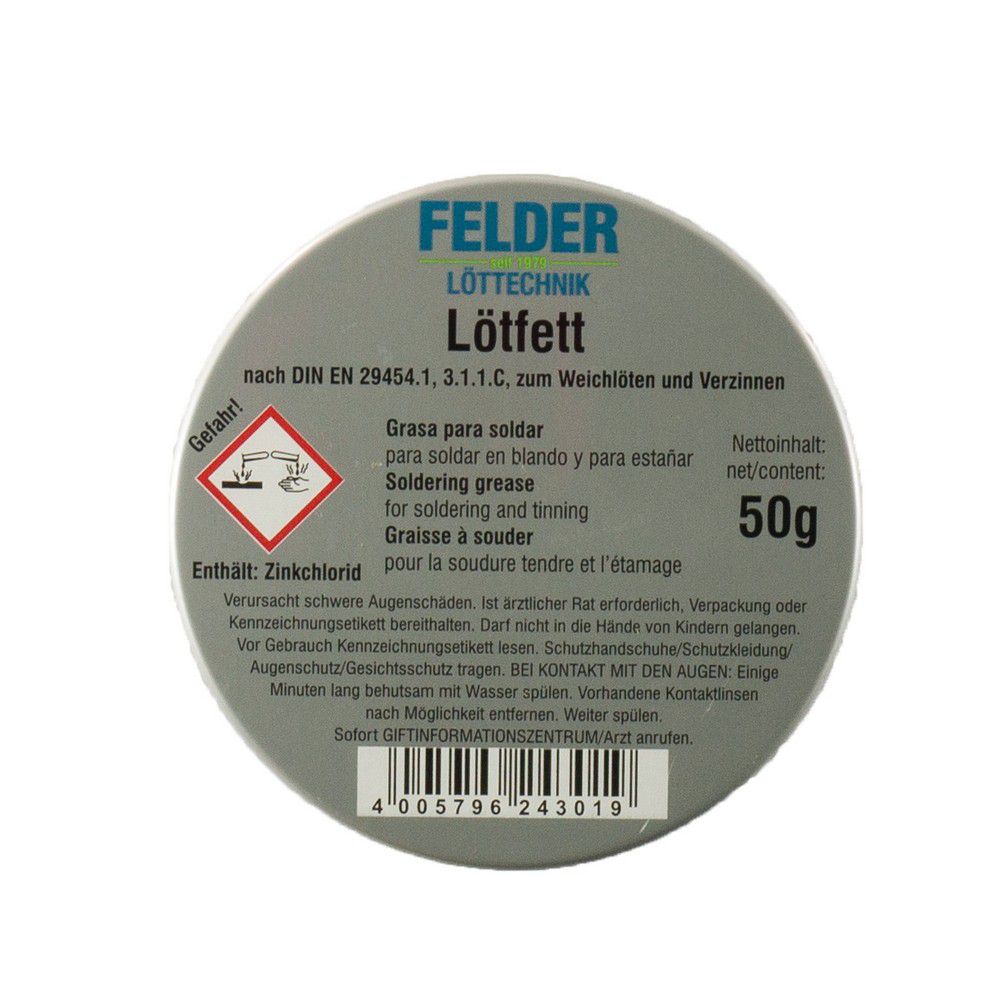 FELDER
seit 1979
LÖTTECHNIK
Lötfett
nach DIN EN 29454.1, 3.1.1.C, zum Weichlöten und Verzinnen
Gefahr!
Enthält: Zinkchlorid
Grasa para soldar
para soldar en blando y para estañar
Soldering grease
for soldering and tinning
Graisse à souder
pour la soudure tendre et l'étamage
Nettoinhalt:
net/content:
50g
Verursacht schwere Augenschäden. Ist ärztlicher Rat erforderlich, Verpackung oder
Kennzeichnungsetikett bereithalten. Darf nicht in die Hände von Kindern gelangen.
Vor Gebrauch Kennzeichnungsetikett lesen. Schutzhandschuhe/Schutzkleidung/
Augenschutz/Gesichtsschutz tragen. BEI KONTAKT MIT DEN AUGEN: Einige
Minuten lang behutsam mit Wasser spülen. Vorhandene Kontaktlinsen
nach Möglichkeit entfernen. Weiter spülen.
Sofort GIFTINFORMATIONSZENTRUM/Arzt anrufen.
4 005796 243019